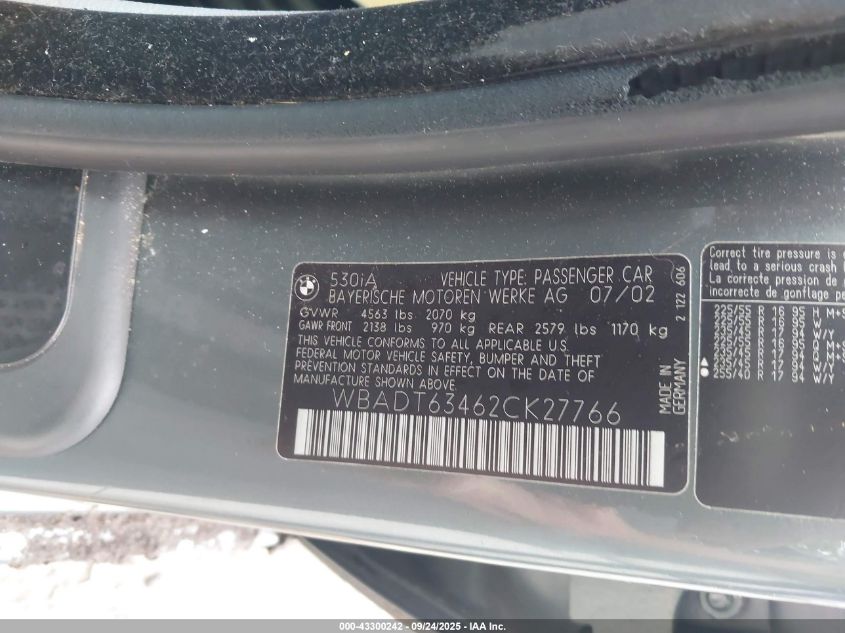 BMW
530iA VEHICLE TYPE: PASSENGER CAR
BAYERISCHE MOTOREN WERKE AG 07/02
GVWR 4563 lbs 2070 kg
GAWR FRONT 2138 lbs 970 kg REAR 2579 lbs 1170 kg
THIS VEHICLE CONFORMS TO ALL APPLICABLE U.S.
FEDERAL MOTOR VEHICLE SAFETY, BUMPER AND THEFT
PREVENTION STANDARDS IN EFFECT ON DATE OF
MANUFACTURE SHOWN ABOVE.
WBADT63462CK27766
MADE IN
GERMANY
2 122 606
Correct tire pressure is
lead to a serious crash
La correcte pression de
incorrecte de gonflage
000-43300242 - 09/24/2025 - IAA Inc.